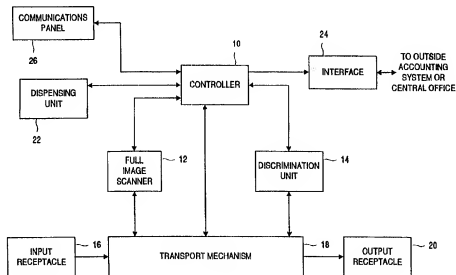 COMMUNICATIONS
PANEL
26
10
24
CONTROLLER
INTERFACE
TO OUTSIDE
ACCOUNTING
SYSTEM OR
CENTRAL OFFICE
DISPENSING
UNIT
22
FULL
IMAGE
SCANNER
12
DISCRIMINATION
UNIT
14
INPUT
RECEPTACLE
16
TRANSPORT MECHANISM
18
OUTPUT
RECEPTACLE
20